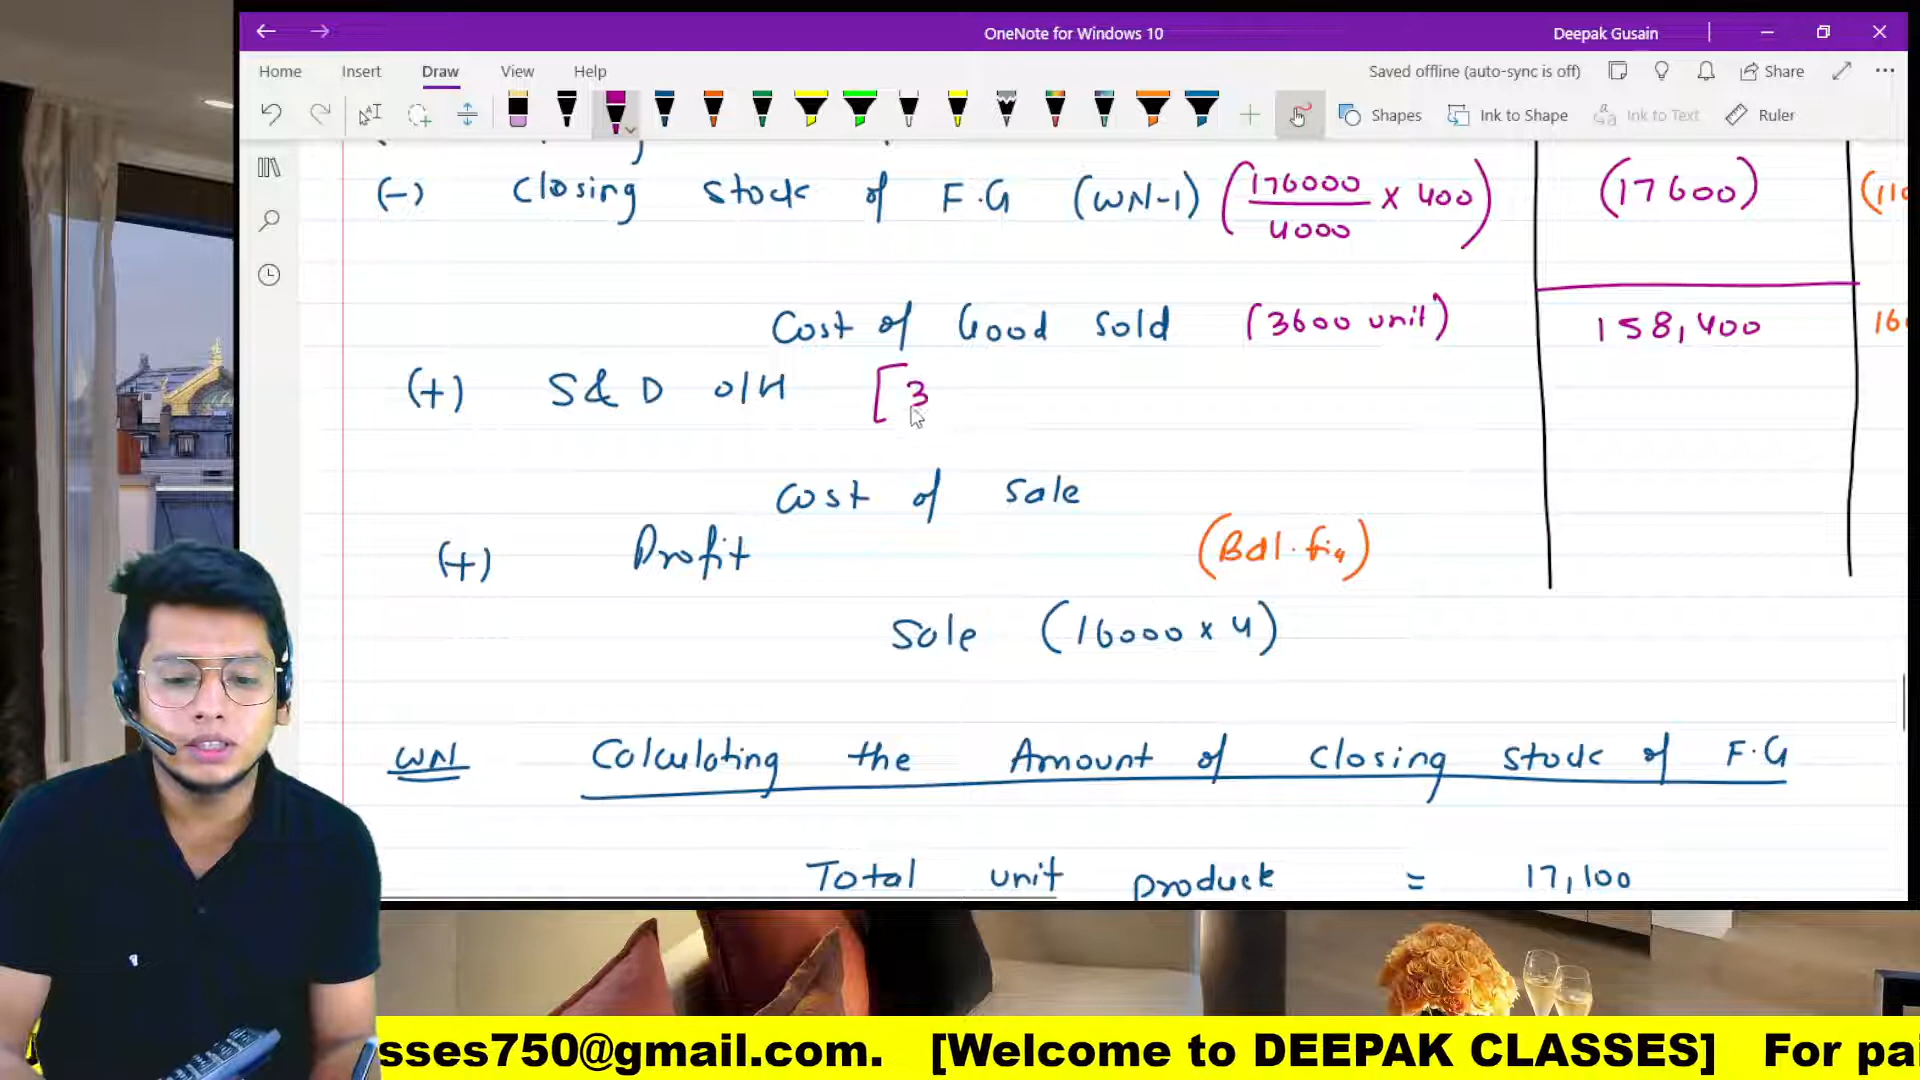 OneNote for Windows 10
Deepak Gusain
Home Insert Draw View Help
Saved offline (auto-sync is off)
Share
Shapes
Ink to Shape
Ink to Text
Ruler
(-) Closing stock of F.G (WN-1) (176000/4000 × 400) (17600)
Cost of Good Sold (3600 unit) 158,400
(+) S & D O/H [3
Cost of sale
(+) Profit (Bal. fig)
Sale (16000 × 4)
WN Calculating the Amount of closing stock of F.G
Total unit = 17,100
sses750@gmail.com. [Welcome to DEEPAK CLASSES] For pai